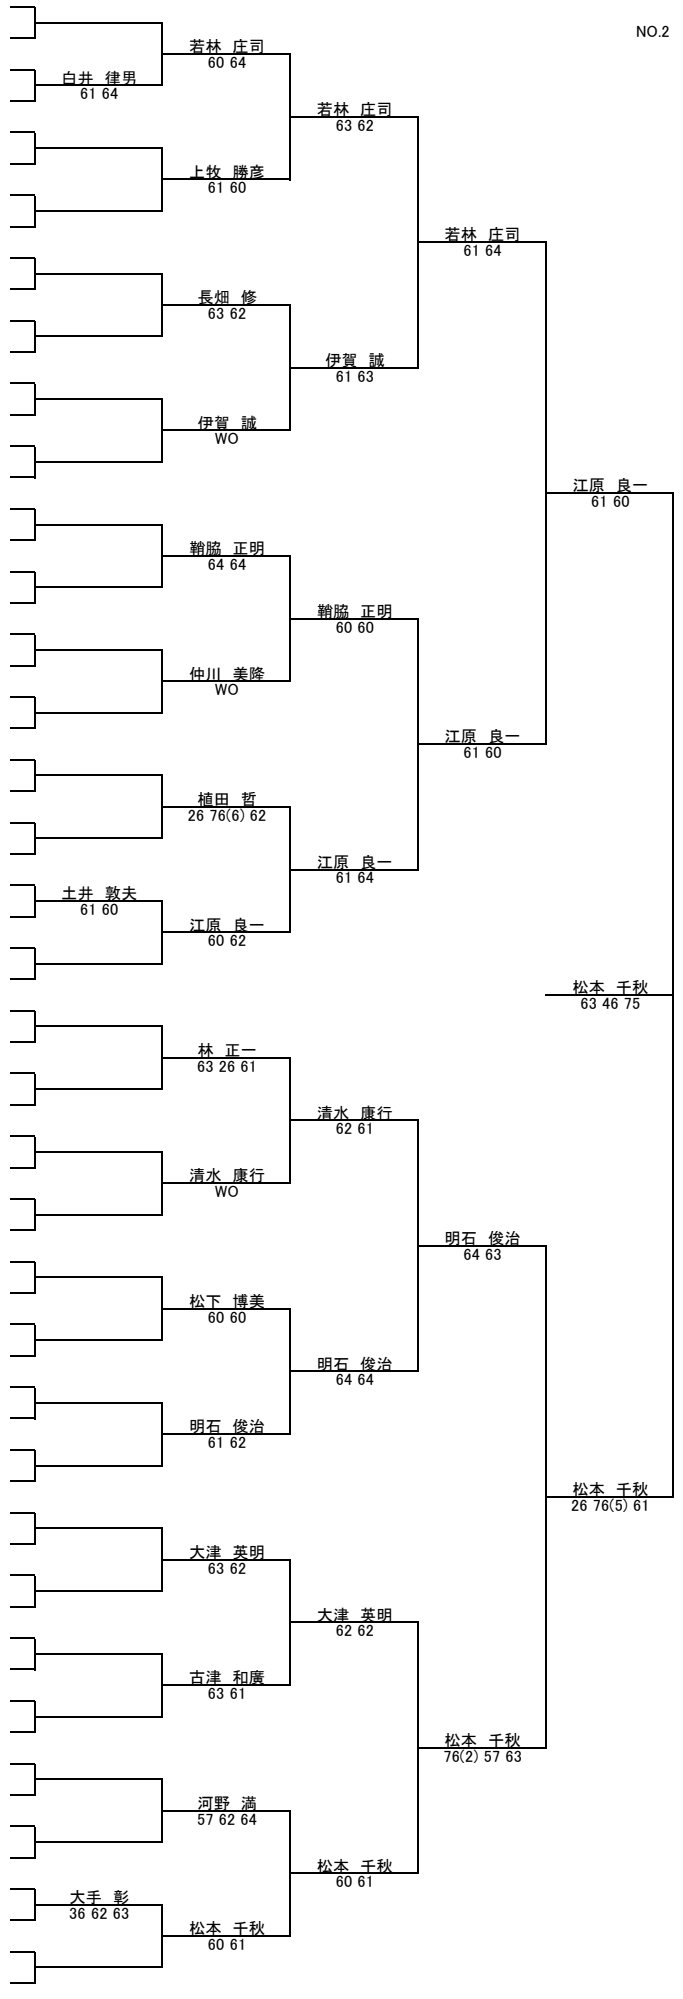 NO.2
若林 庄司
60 64
白井 律男
61 64
若林 庄司
63 62
上牧 勝彦
61 60
若林 庄司
61 64
長畑 修
63 62
伊賀 誠
61 63
伊賀 誠
WO
江原 良一
61 60
鞘脇 正明
64 64
鞘脇 正明
60 60
仲川 美隆
WO
江原 良一
61 60
植田 哲
26 76(6) 62
江原 良一
61 64
土井 敦夫
61 60
江原 良一
60 62
松本 千秋
63 46 75
林 正一
63 26 61
清水 康行
62 61
清水 康行
WO
明石 俊治
64 63
松下 博美
60 60
明石 俊治
64 64
明石 俊治
61 62
松本 千秋
26 76(5) 61
大津 英明
63 62
大津 英明
62 62
古津 和廣
63 61
松本 千秋
76(2) 57 63
河野 満
57 62 64
松本 千秋
60 61
大手 彰
36 62 63
松本 千秋
60 61